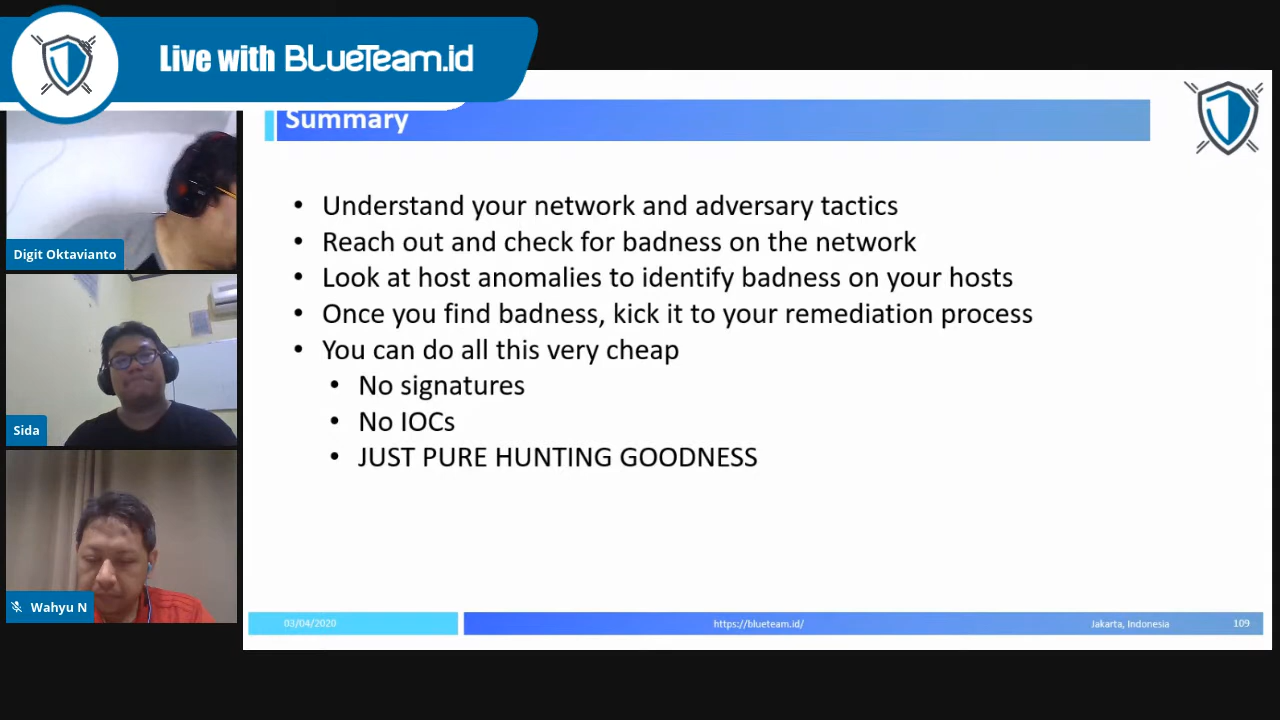 Live with BLueTeam.id
Summary
Digit Oktavianto
Sida
Wahyu N
• Understand your network and adversary tactics
• Reach out and check for badness on the network
• Look at host anomalies to identify badness on your hosts
• Once you find badness, kick it to your remediation process
• You can do all this very cheap
• No signatures
• No IOCs
• JUST PURE HUNTING GOODNESS
03/04/2020
https://blueteam.id/
Jakarta, Indonesia
109